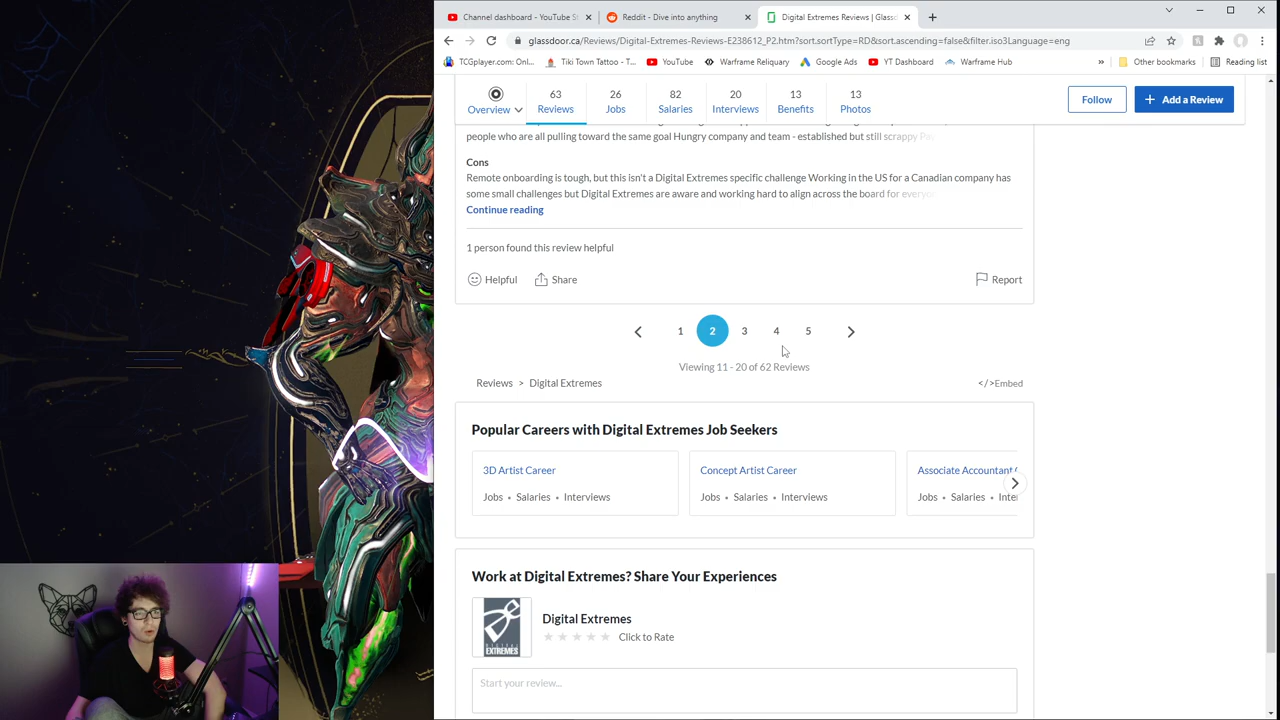 Channel dashboard - YouTube St
Reddit - Dive into anything
Digital Extremes Reviews | Glassd
glassdoor.ca/Reviews/Digital-Extremes-Reviews-E238612_P2.htm?sort.sortType=RD&sort.ascending=false&filter.iso3Language=eng
TCGplayer.com: Onl...
Tiki Town Tattoo - T...
YouTube
Warframe Reliquary
Google Ads
YT Dashboard
Warframe Hub
»
Other bookmarks
Reading list
Overview
63
Reviews
26
Jobs
82
Salaries
20
Interviews
13
Benefits
13
Photos
Follow
+ Add a Review
people who are all pulling toward the same goal Hungry company and team - established but still scrappy
Cons
Remote onboarding is tough, but this isn't a Digital Extremes specific challenge Working in the US for a Canadian company has
some small challenges but Digital Extremes are aware and working hard to align across the board for everyone
Continue reading
1 person found this review helpful
Helpful
Share
Report
1 2 3 4 5
Viewing 11 - 20 of 62 Reviews
Reviews > Digital Extremes
</>Embed
Popular Careers with Digital Extremes Job Seekers
3D Artist Career
Jobs • Salaries • Interviews
Concept Artist Career
Jobs • Salaries • Interviews
Associate Accountant
Jobs • Salaries • Inte
Work at Digital Extremes? Share Your Experiences
DIGITAL
EXTREMES
Digital Extremes
Click to Rate
Start your review...